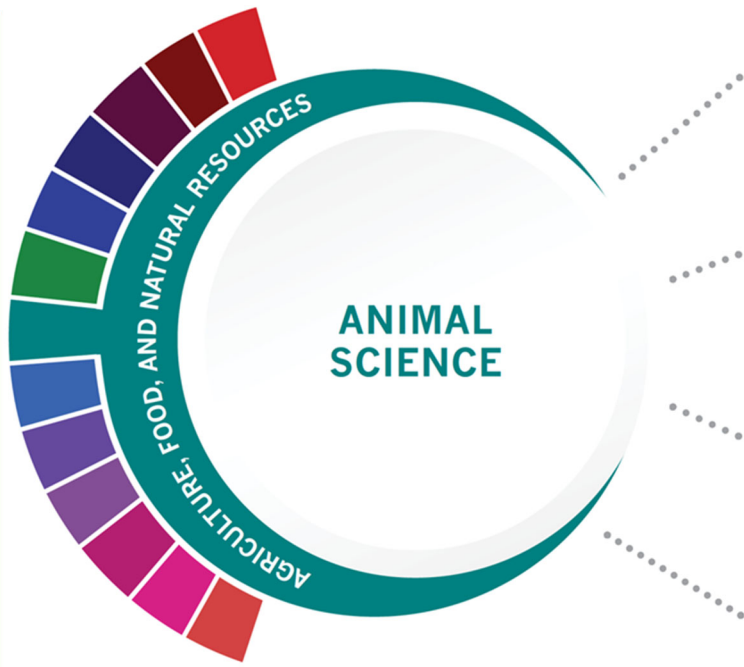 AGRICULTURE, FOOD, AND NATURAL RESOURCES
ANIMAL
SCIENCE